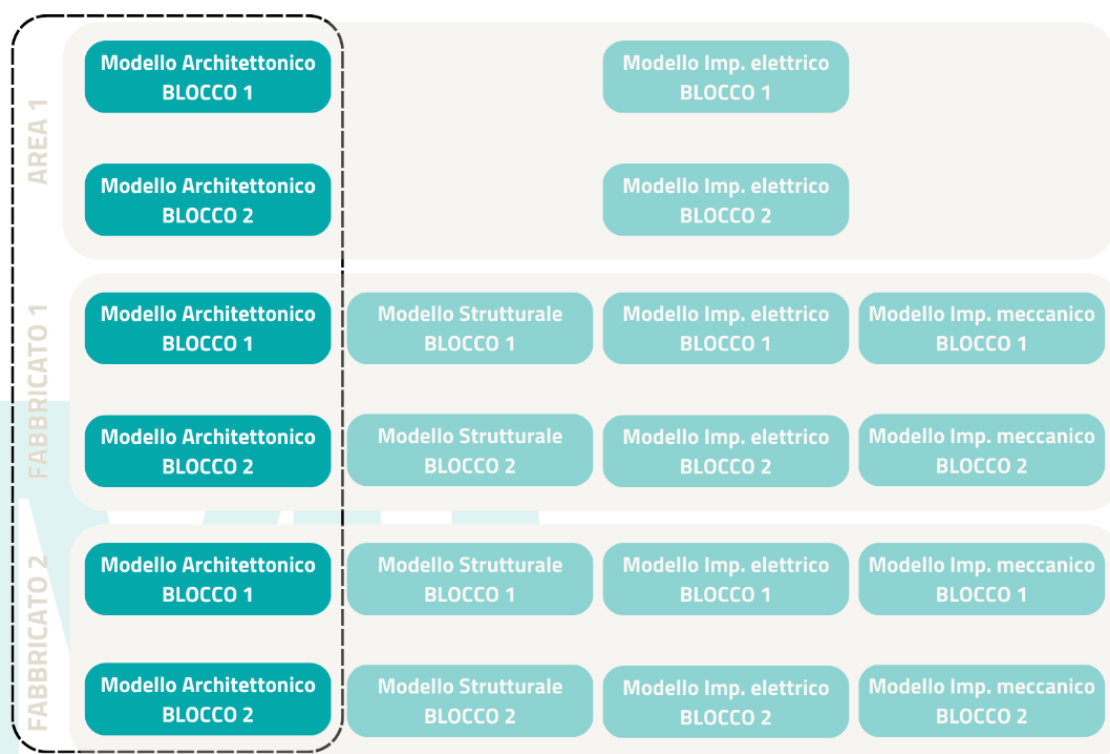 AREA 1
Modello Architettonico
BLOCCO 1
Modello Imp. elettrico
BLOCCO 1
Modello Architettonico
BLOCCO 2
Modello Imp. elettrico
BLOCCO 2
FABBRICATO 1
Modello Architettonico
BLOCCO 1
Modello Strutturale
BLOCCO 1
Modello Imp. elettrico
BLOCCO 1
Modello Imp. meccanico
BLOCCO 1
Modello Architettonico
BLOCCO 2
Modello Strutturale
BLOCCO 2
Modello Imp. elettrico
BLOCCO 2
Modello Imp. meccanico
BLOCCO 2
FABBRICATO 2
Modello Architettonico
BLOCCO 1
Modello Strutturale
BLOCCO 1
Modello Imp. elettrico
BLOCCO 1
Modello Imp. meccanico
BLOCCO 1
Modello Architettonico
BLOCCO 2
Modello Strutturale
BLOCCO 2
Modello Imp. elettrico
BLOCCO 2
Modello Imp. meccanico
BLOCCO 2